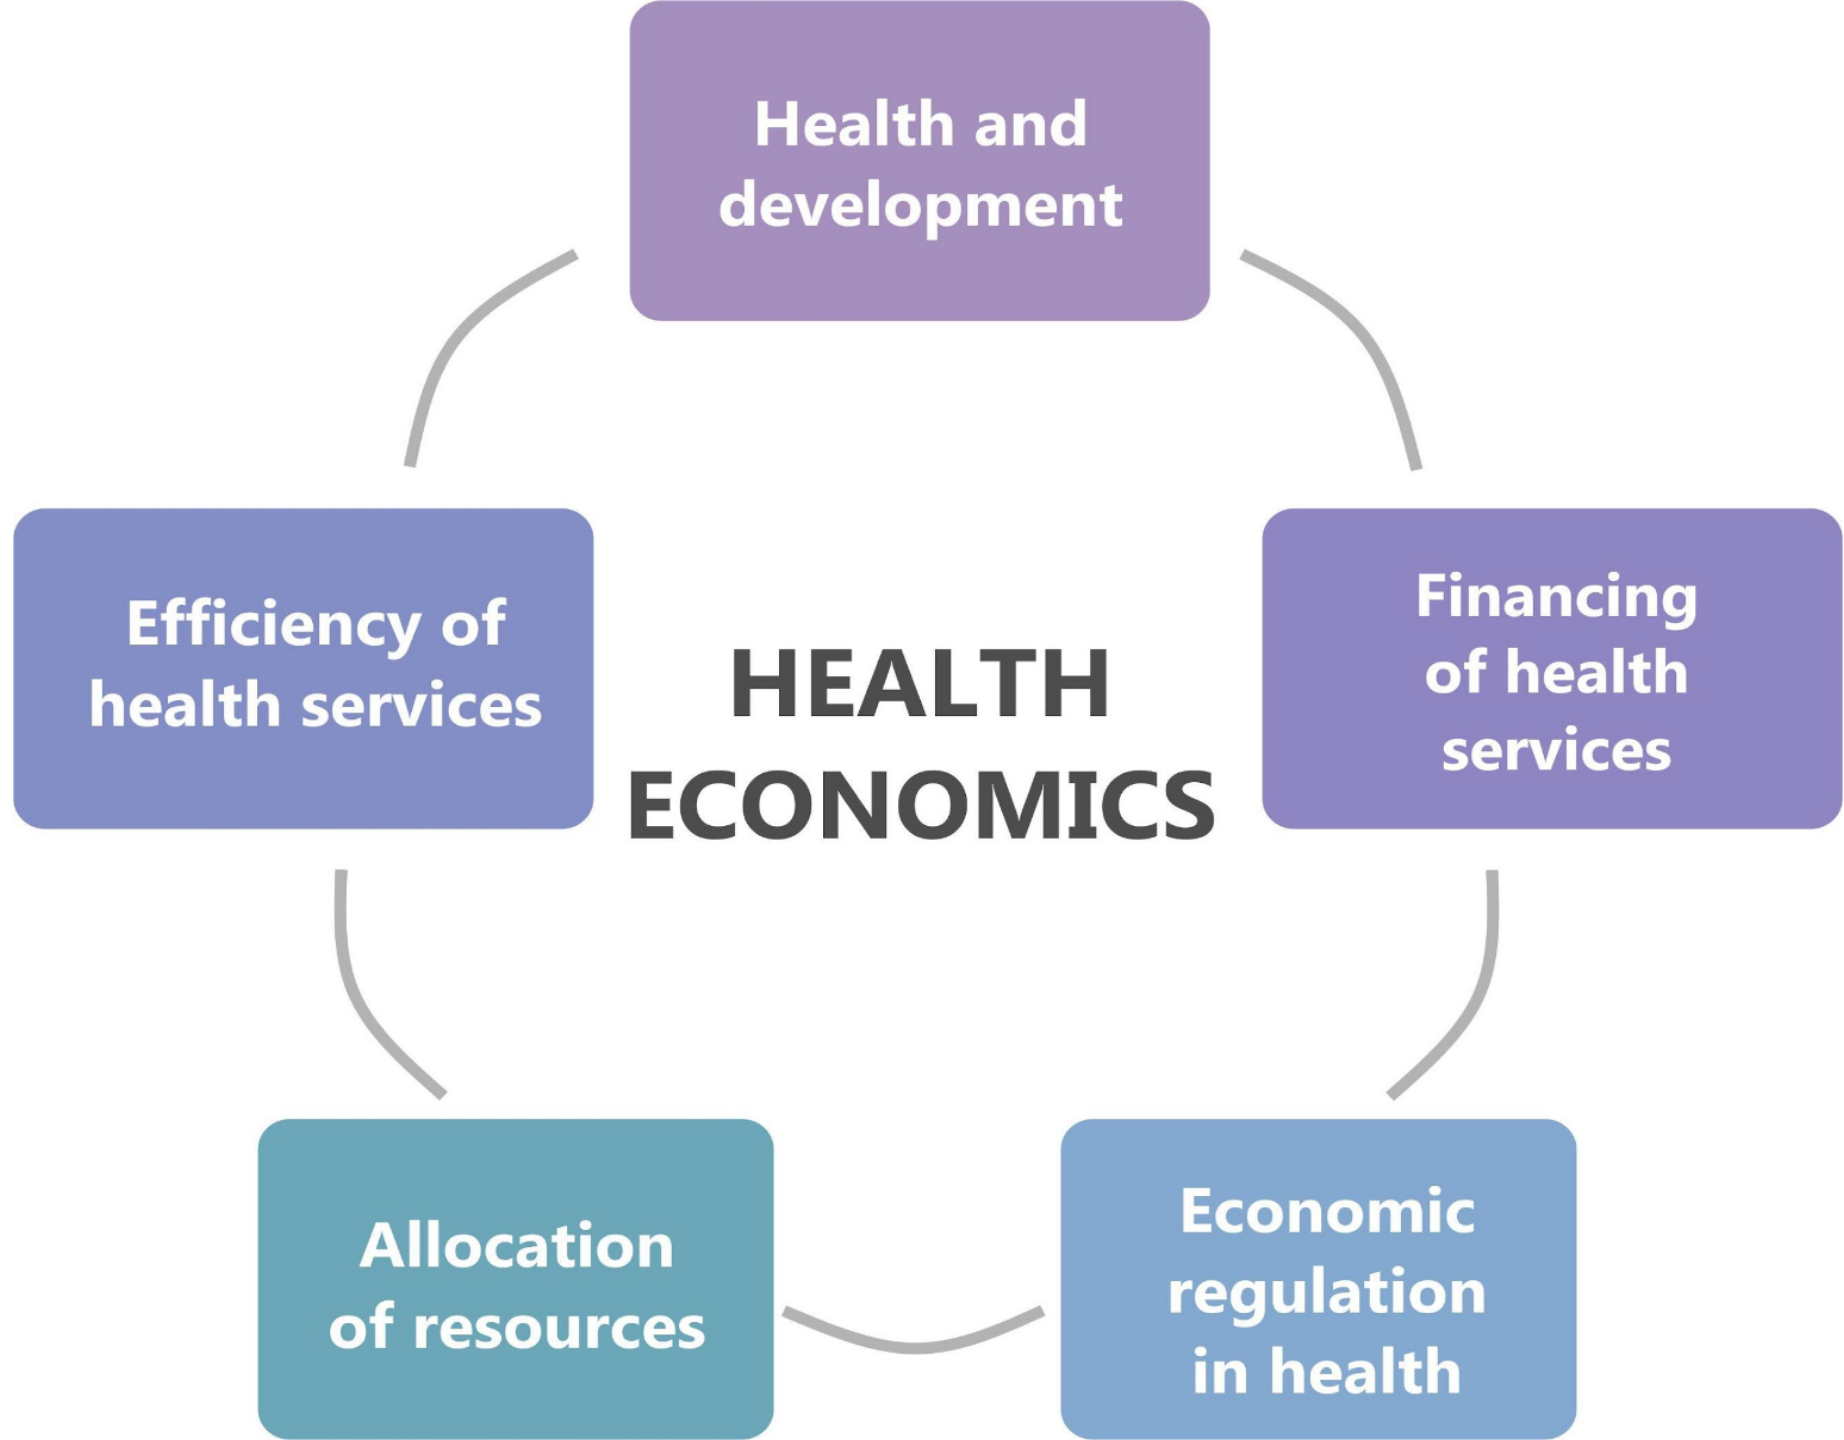 Health and
development
Efficiency of
health services
HEALTH
ECONOMICS
Financing
of health
services
Allocation
of resources
Economic
regulation
in health